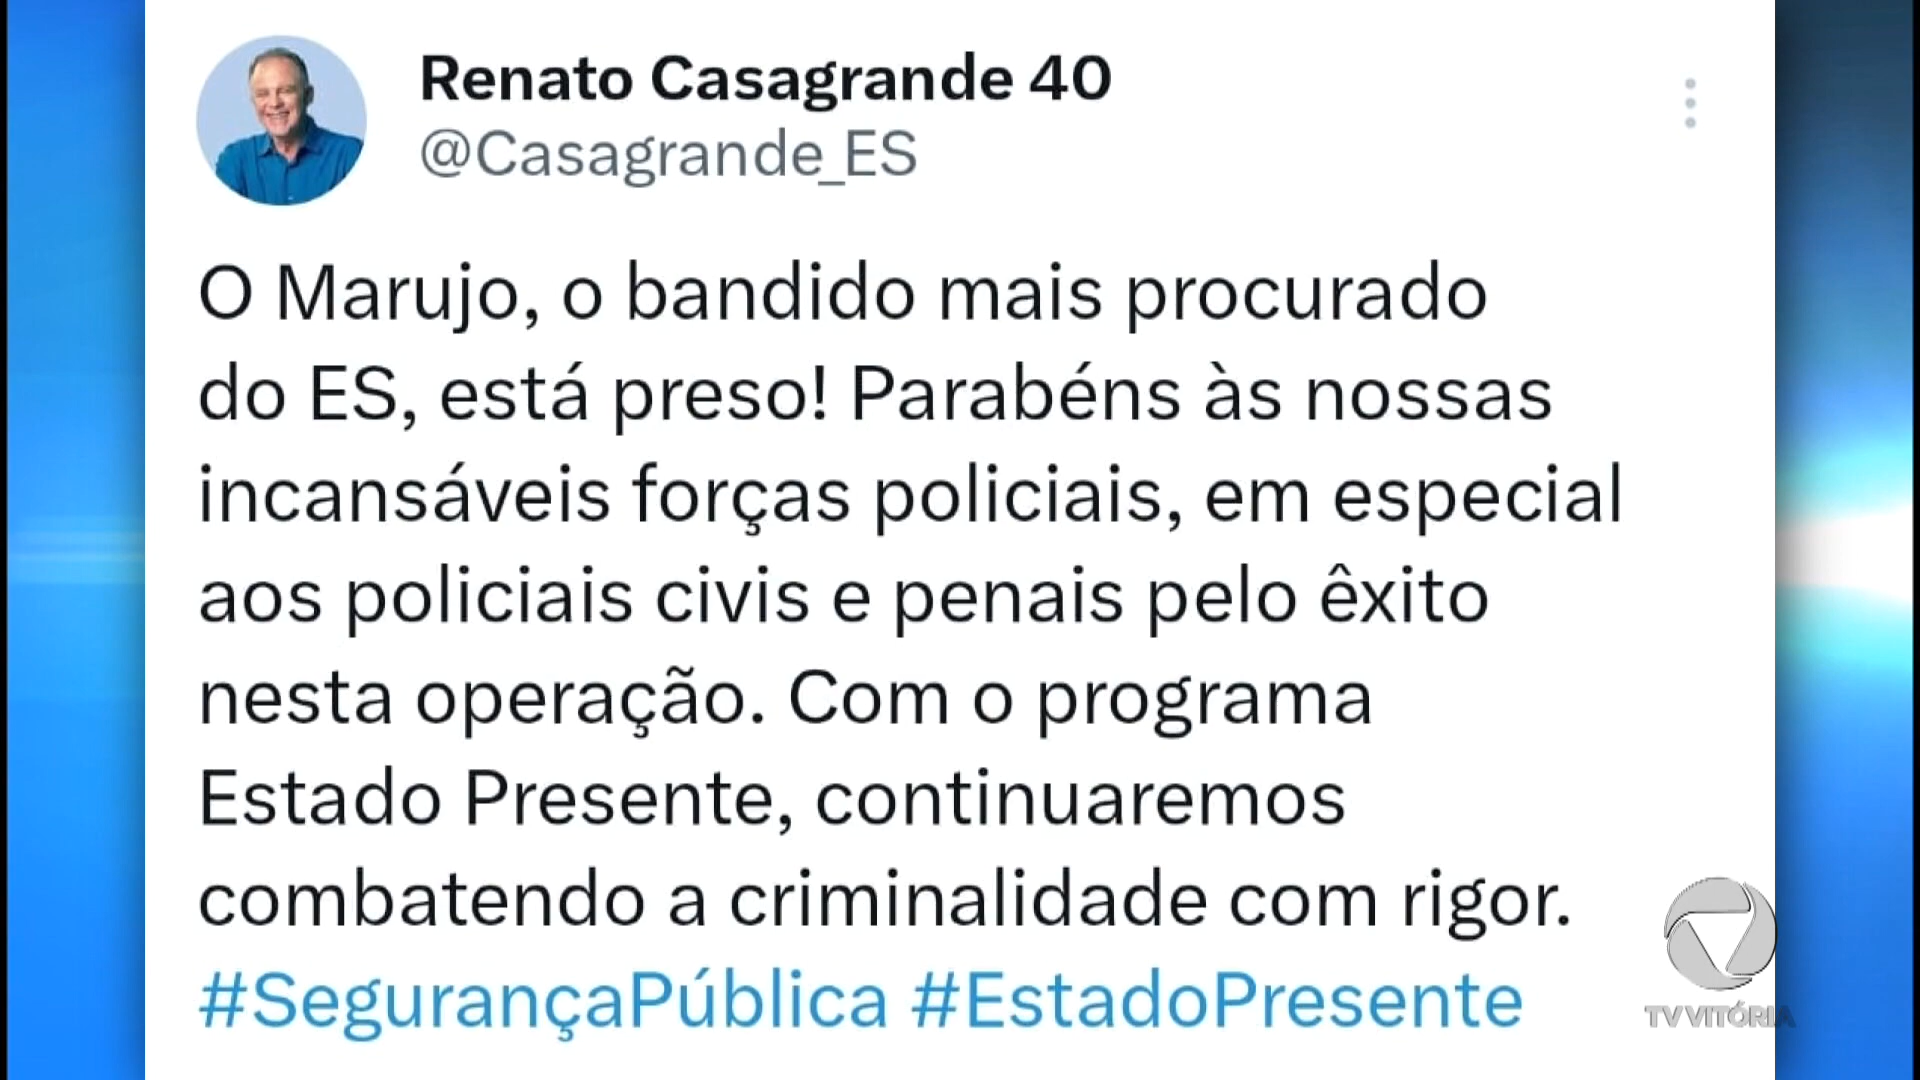 Renato Casagrande 40
@Casagrande_ES
O Marujo, o bandido mais procurado
do ES, está preso! Parabéns às nossas
incansáveis forças policiais, em especial
aos policiais civis e penais pelo êxito
nesta operação. Com o programa
Estado Presente, continuaremos
combatendo a criminalidade com rigor.
#SegurançaPública #EstadoPresente
TV VITÓRIA